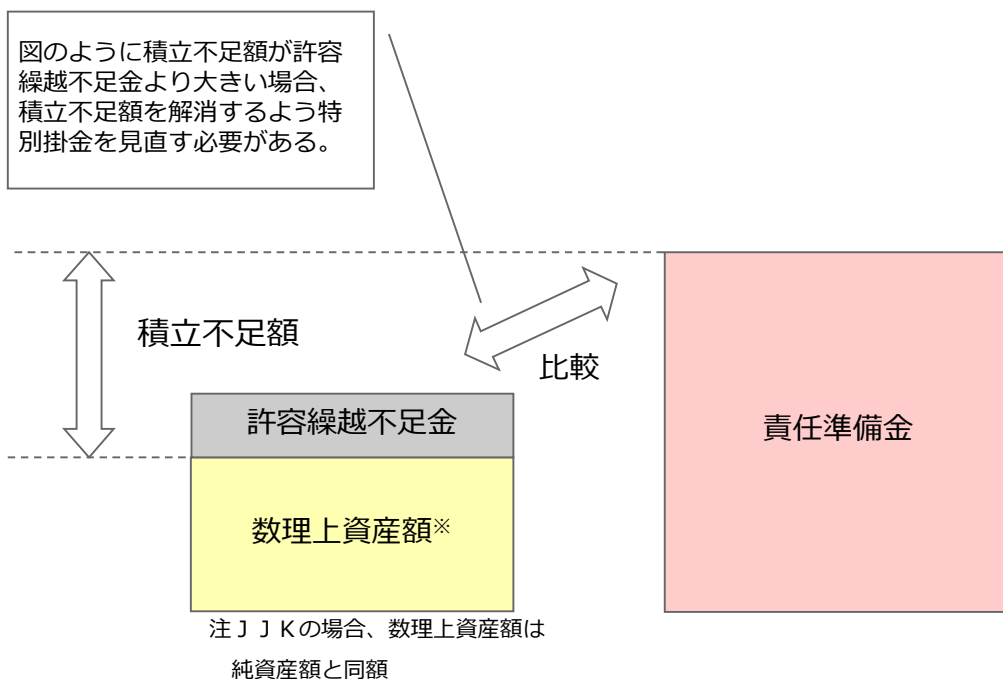 図のように積立不足額が許容
繰越不足金より大きい場合、
積立不足額を解消するよう特
別掛金を見直す必要がある。
積立不足額
比較
許容繰越不足金
責任準備金
数理上資産額※
注ＪＪＫの場合、数理上資産額は
純資産額と同額